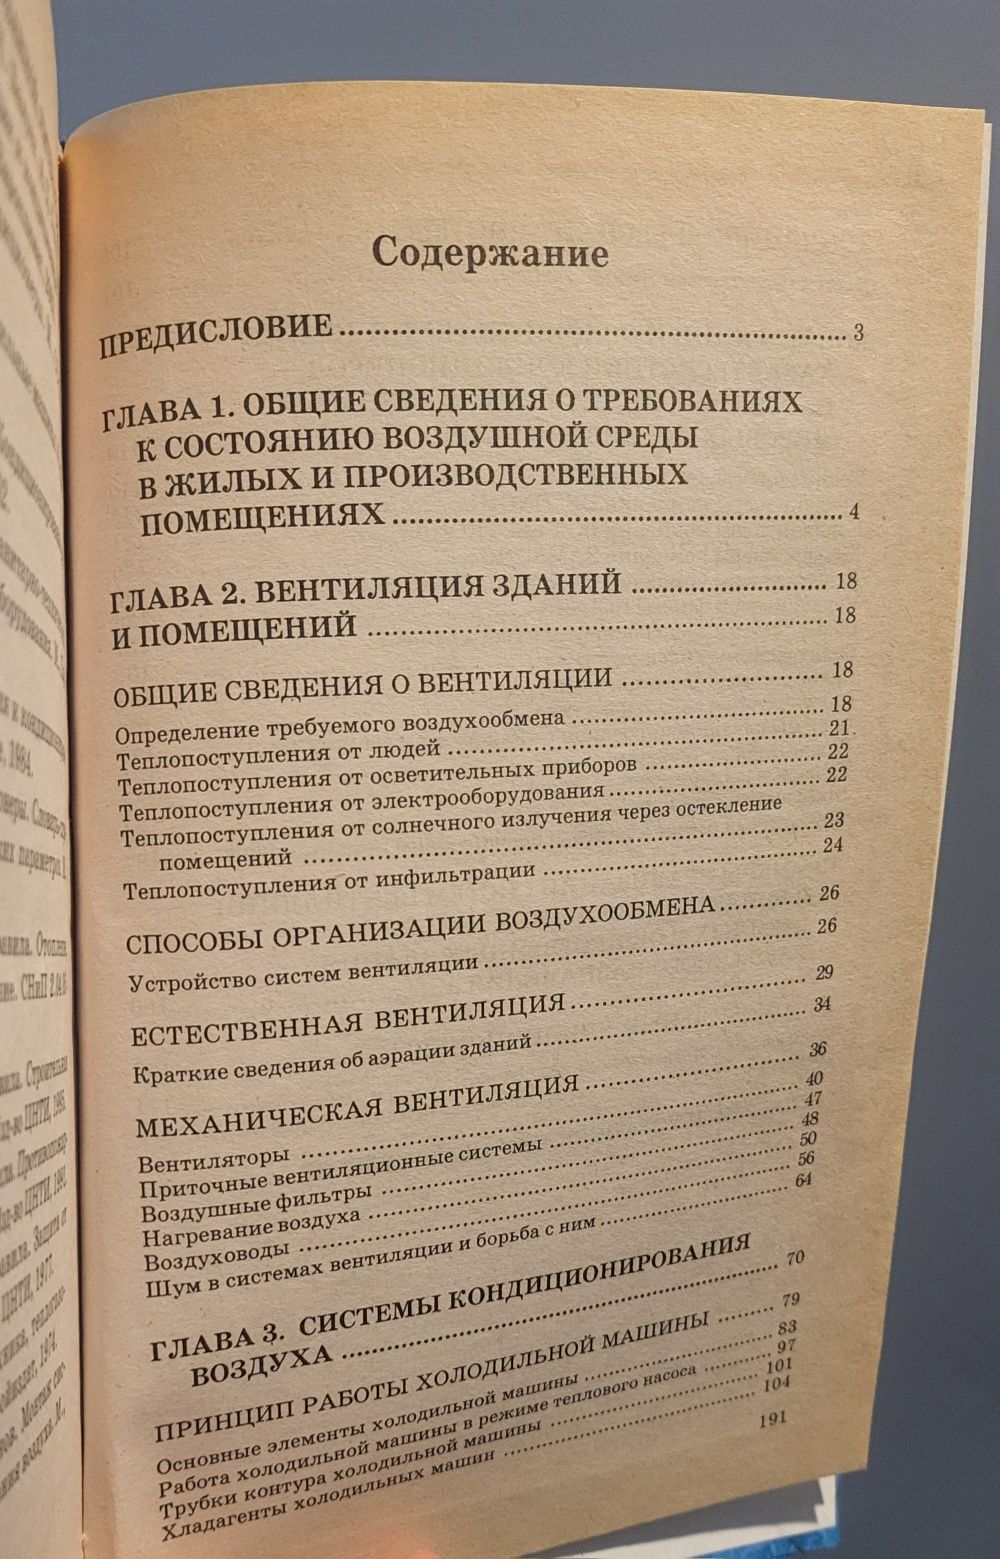 Содержание
ПРЕДИСЛОВИЕ 3
ГЛАВА 1. ОБЩИЕ СВЕДЕНИЯ О ТРЕБОВАНИЯХ
К СОСТОЯНИЮ ВОЗДУШНОЙ СРЕДЫ
В ЖИЛЫХ И ПРОИЗВОДСТВЕННЫХ
ПОМЕЩЕНИЯХ 4
ГЛАВА 2. ВЕНТИЛЯЦИЯ ЗДАНИЙ 18
И ПОМЕЩЕНИЙ 18
ОБЩИЕ СВЕДЕНИЯ О ВЕНТИЛЯЦИИ 18
Определение требуемого воздухообмена 18
Теплопоступления от людей 21
Теплопоступления от осветительных приборов 22
Теплопоступления от электрооборудования 22
Теплопоступления от солнечного излучения через остекление
помещений 23
Теплопоступления от инфильтрации 24
СПОСОБЫ ОРГАНИЗАЦИИ ВОЗДУХООБМЕНА 26
Устройство систем вентиляции 26
ЕСТЕСТВЕННАЯ ВЕНТИЛЯЦИЯ 29
Краткие сведения об аэрации зданий 34
МЕХАНИЧЕСКАЯ ВЕНТИЛЯЦИЯ 36
Вентиляторы 40
Приточные вентиляционные системы 47
Воздушные фильтры 48
Нагревание воздуха 50
Воздуховоды 56
Шум в системах вентиляции и борьба с ним 64
ГЛАВА 3. СИСТЕМЫ КОНДИЦИОНИРОВАНИЯ
ВОЗДУХА 70
ПРИНЦИП РАБОТЫ ХОЛОДИЛЬНОЙ МАШИНЫ 79
Основные элементы холодильной машины 83
Работа холодильной машины в режиме теплового насоса 97
Трубки контура холодильной машины 101
Хладагенты холодильных машин 104
191